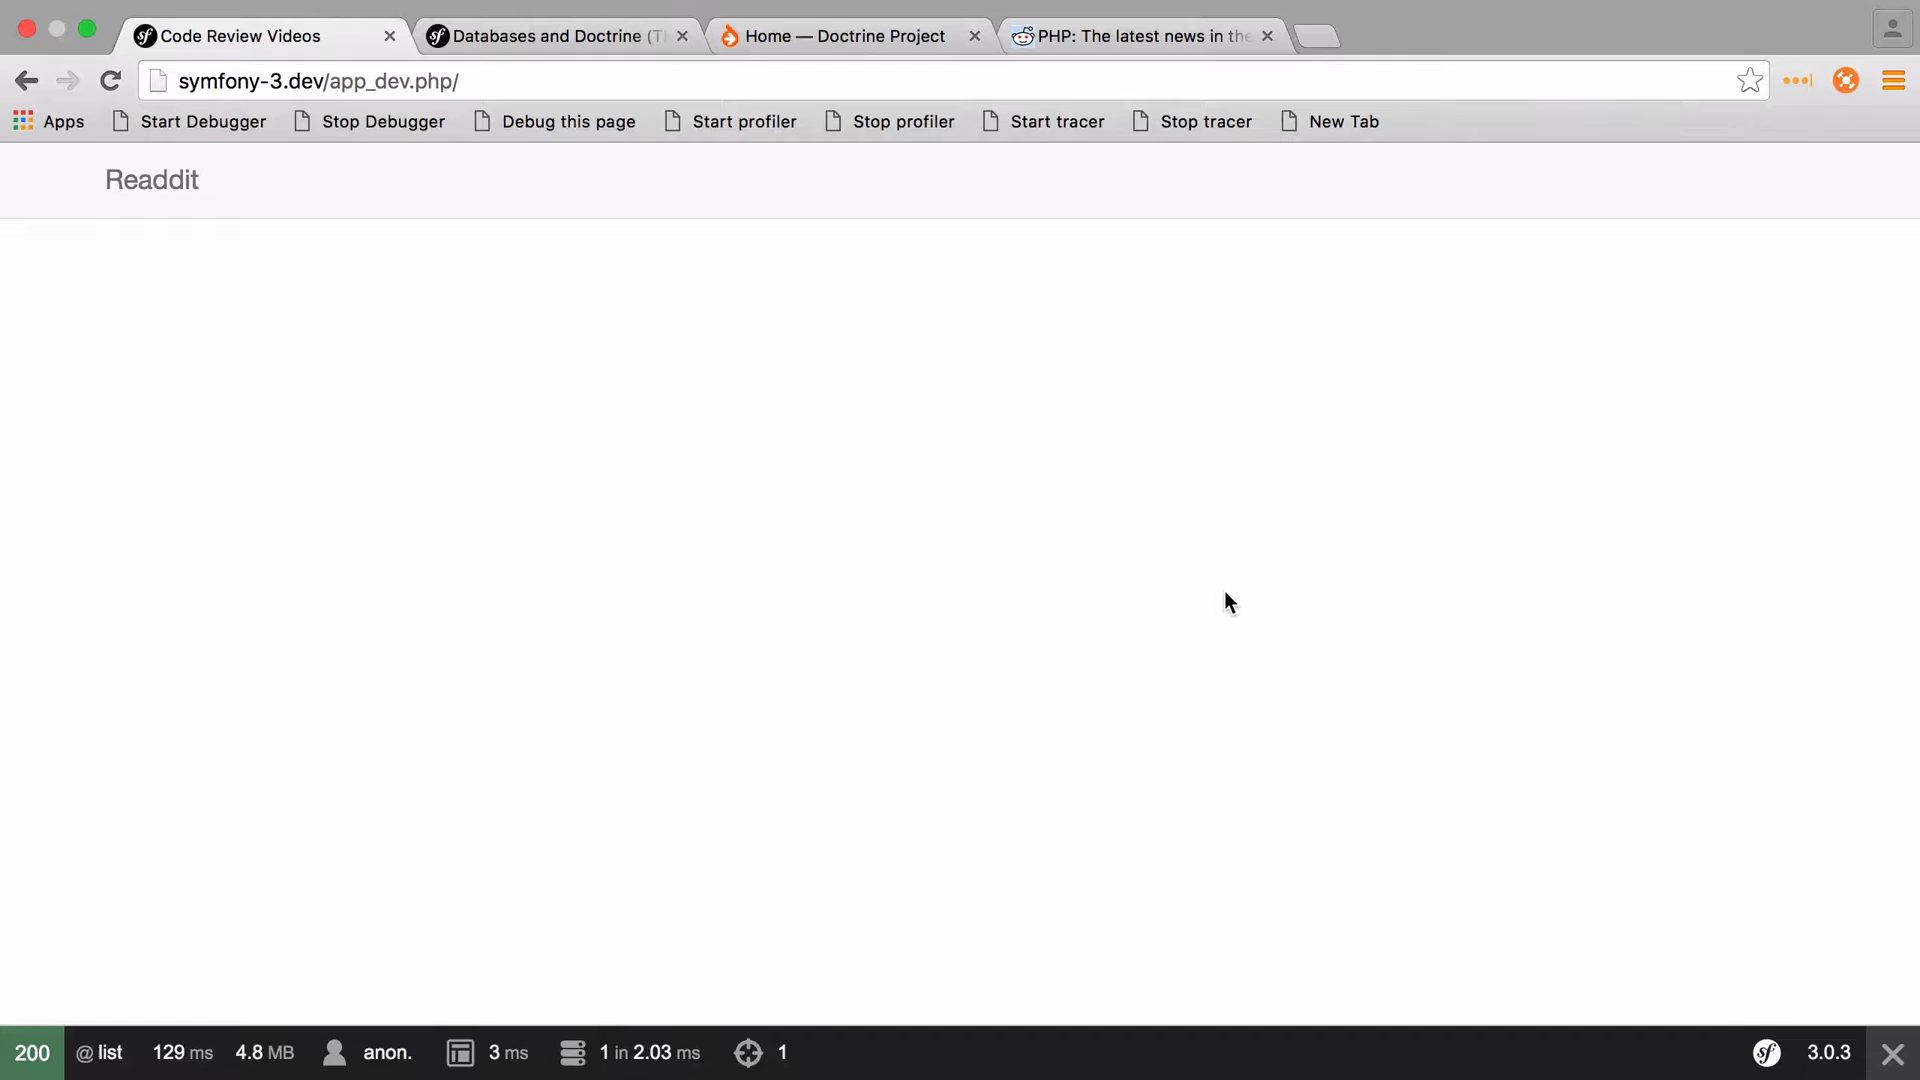 Code Review Videos
Databases and Doctrine (T
Home — Doctrine Project
PHP: The latest news in the
symfony-3.dev/app_dev.php/
Apps Start Debugger Stop Debugger Debug this page Start profiler Stop profiler Start tracer Stop tracer New Tab
Readdit
200 @ list 129 ms 4.8 MB anon. 3 ms 1 in 2.03 ms 1 sf 3.0.3